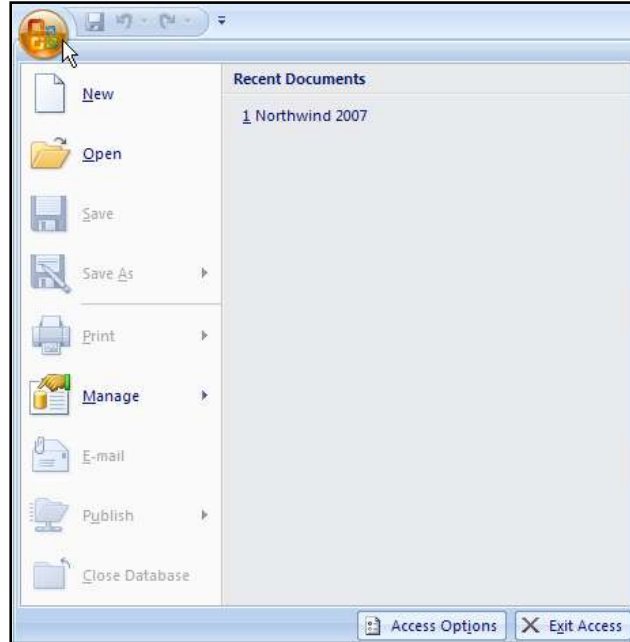 Recent Documents
1 Northwind 2007
New
Open
Save
Save As
Print
Manage
E-mail
Publish
Close Database
Access Options
Exit Access